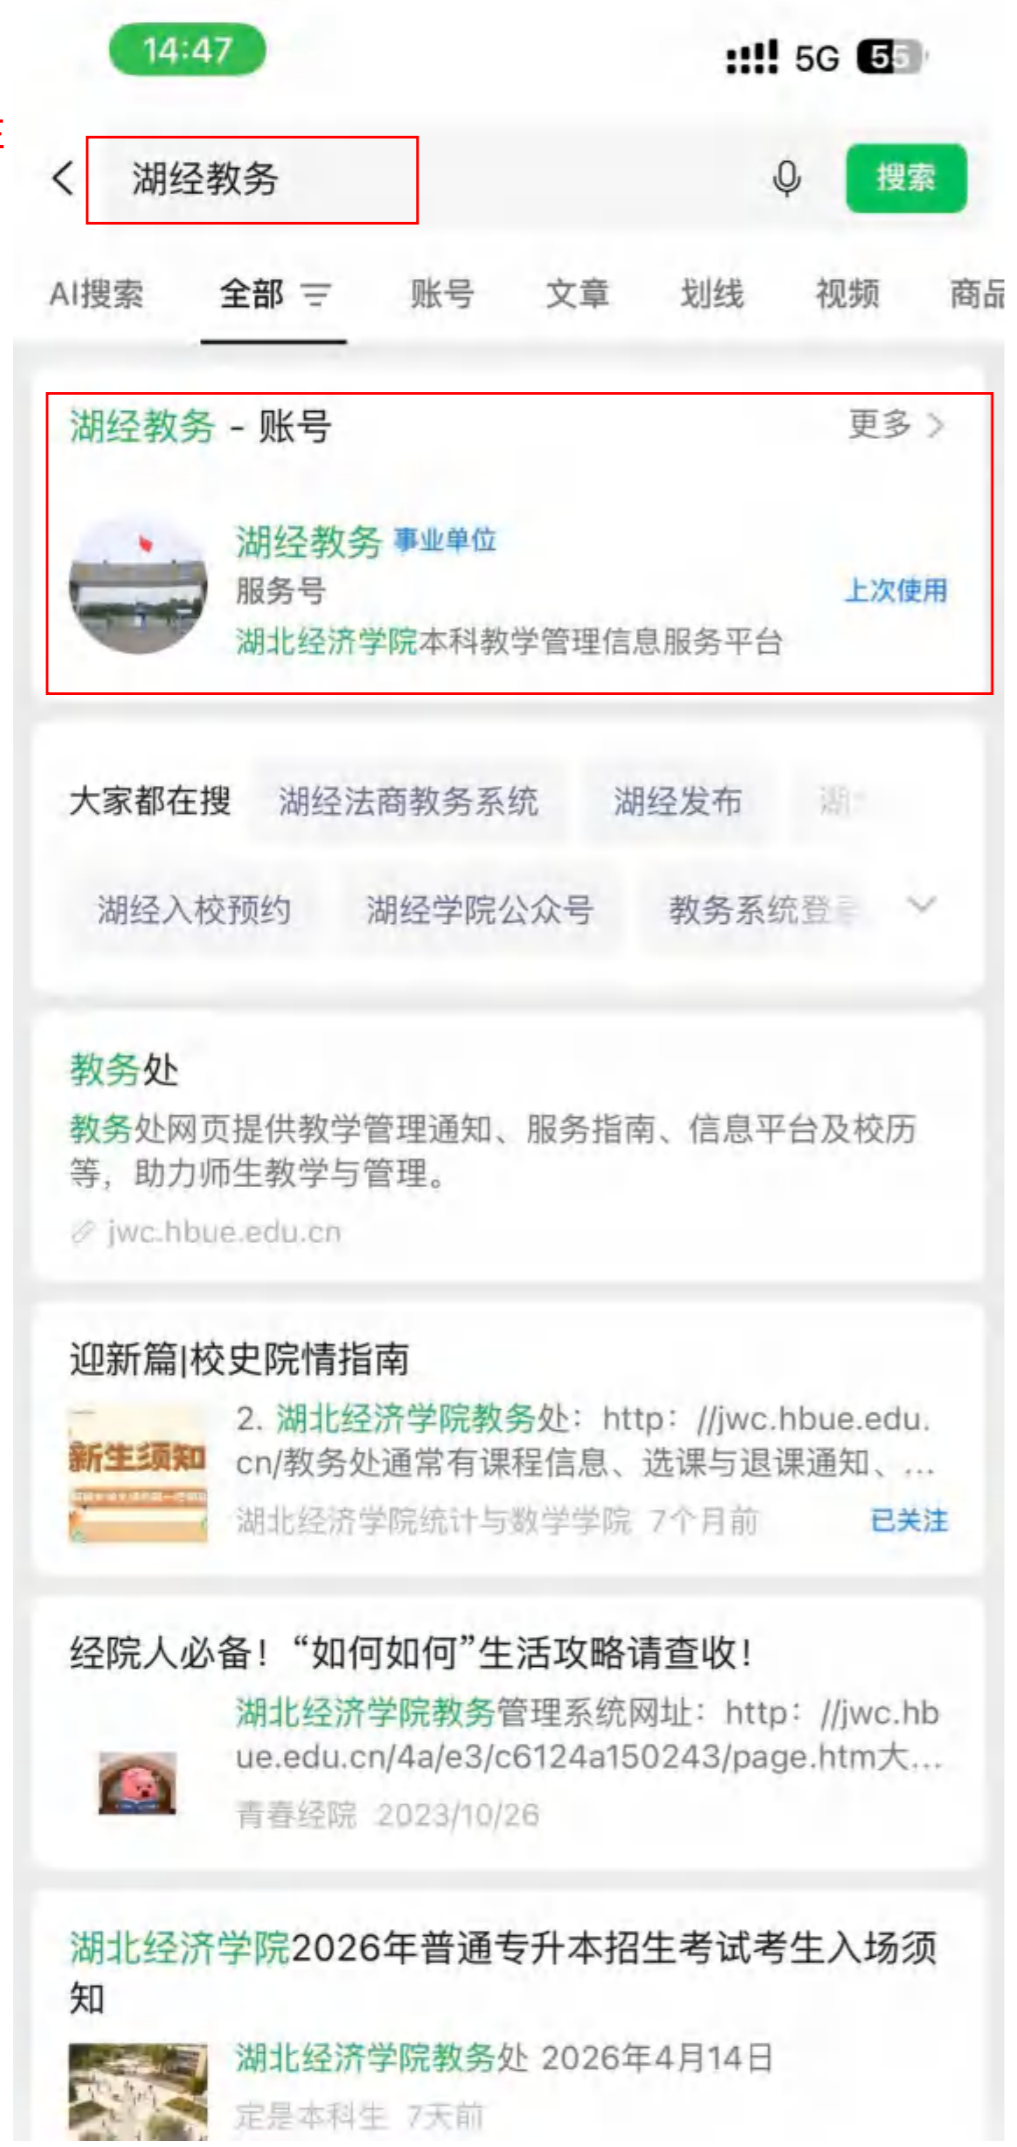 14:47
5G 55
湖经教务
搜索
AI搜索 全部 账号 文章 划线 视频 商品
湖经教务 - 账号 更多
湖经教务 事业单位
服务号
上次使用
湖北经济学院本科教学管理信息服务平台
大家都在搜 湖经法商教务系统 湖经发布
湖经入校预约 湖经学院公众号 教务系统登
教务处
教务处网页提供教学管理通知、服务指南、信息平台及校历
等，助力师生教学与管理。
jwc.hbue.edu.cn
迎新篇|校史院情指南
新生须知
2. 湖北经济学院教务处：http：//jwc.hbue.edu.
cn/教务处通常有课程信息、选课与退课通知、...
湖北经济学院统计与数学学院 7个月前 已关注
经院人必备！“如何如何”生活攻略请查收！
湖北经济学院教务管理系统网址：http：//jwc.hb
ue.edu.cn/4a/e3/c6124a150243/page.htm大...
青春经院 2023/10/26
湖北经济学院2026年普通专升本招生考试考生入场须
知
湖北经济学院教务处 2026年4月14日
定是本科生 7天前